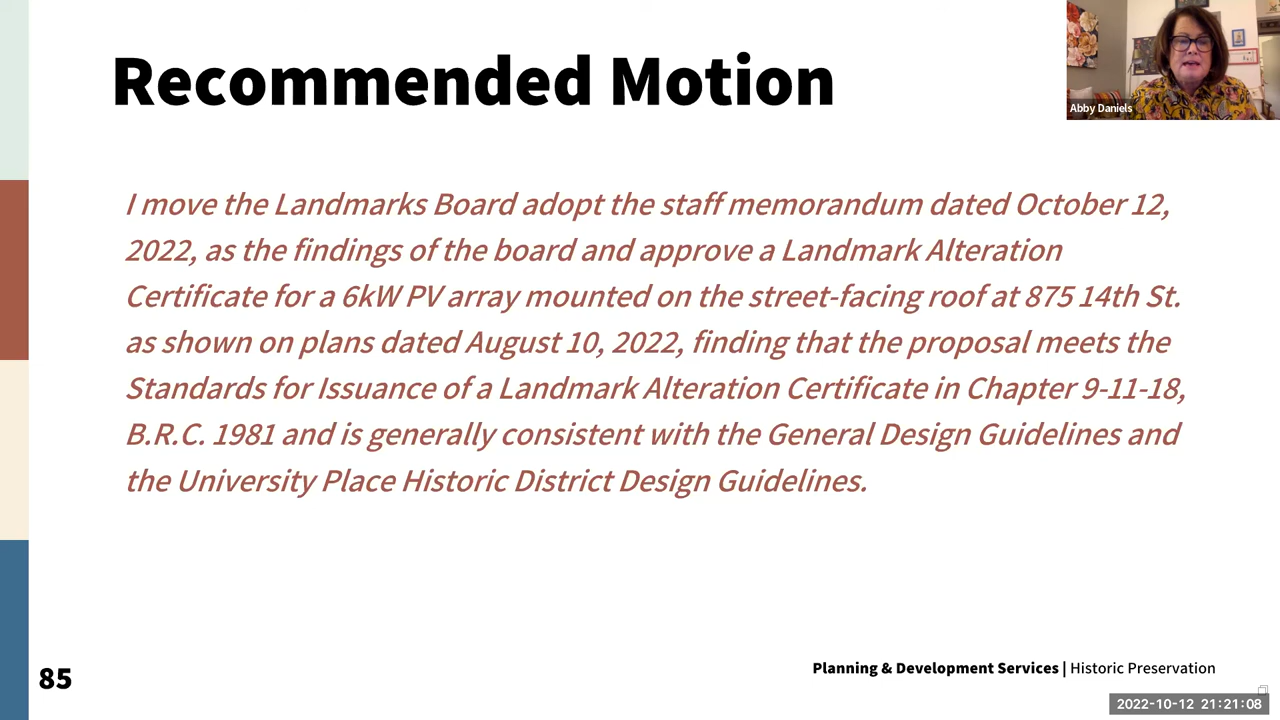 Recommended Motion
Abby Daniels
I move the Landmarks Board adopt the staff memorandum dated October 12,
2022, as the findings of the board and approve a Landmark Alteration
Certificate for a 6kW PV array mounted on the street-facing roof at 875 14th St.
as shown on plans dated August 10, 2022, finding that the proposal meets the
Standards for Issuance of a Landmark Alteration Certificate in Chapter 9-11-18,
B.R.C. 1981 and is generally consistent with the General Design Guidelines and
the University Place Historic District Design Guidelines.
85
Planning & Development Services | Historic Preservation
2022-10-12 21:21:08